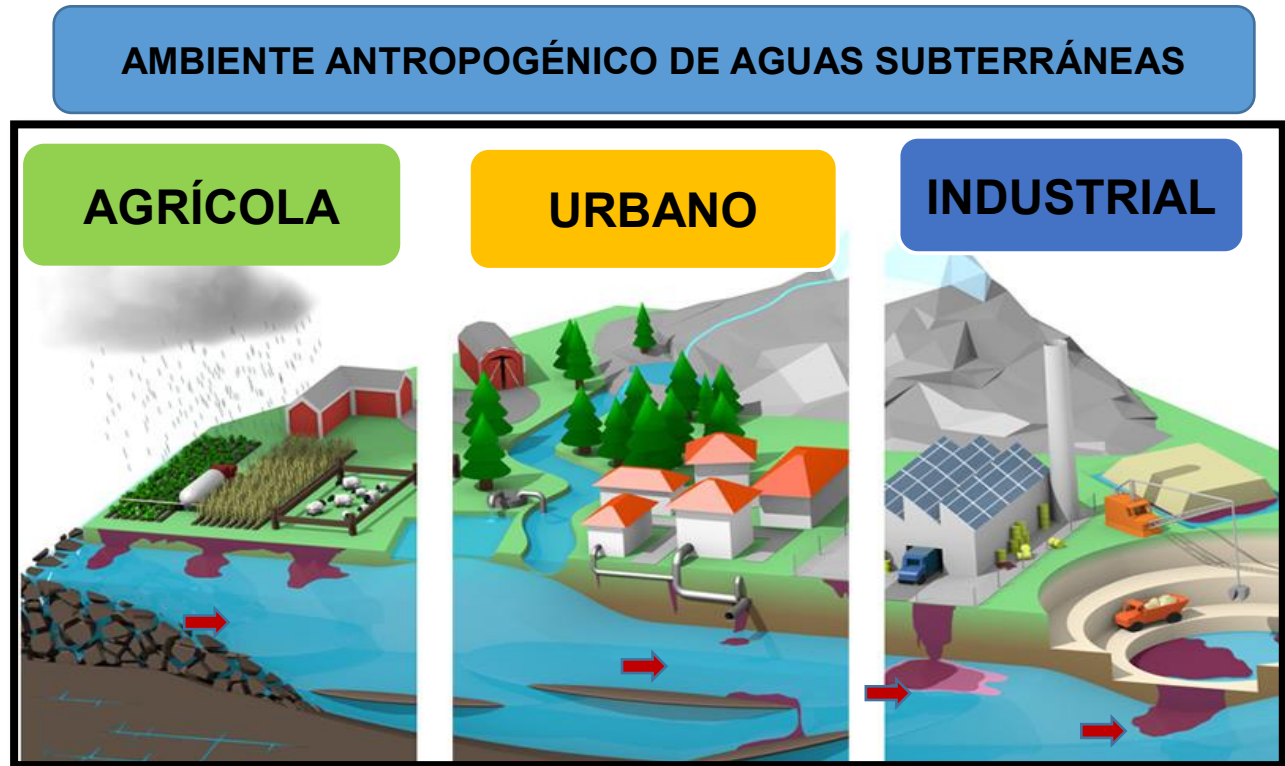 AMBIENTE ANTROPOGÉNICO DE AGUAS SUBTERRÁNEAS
AGRÍCOLA
URBANO
INDUSTRIAL